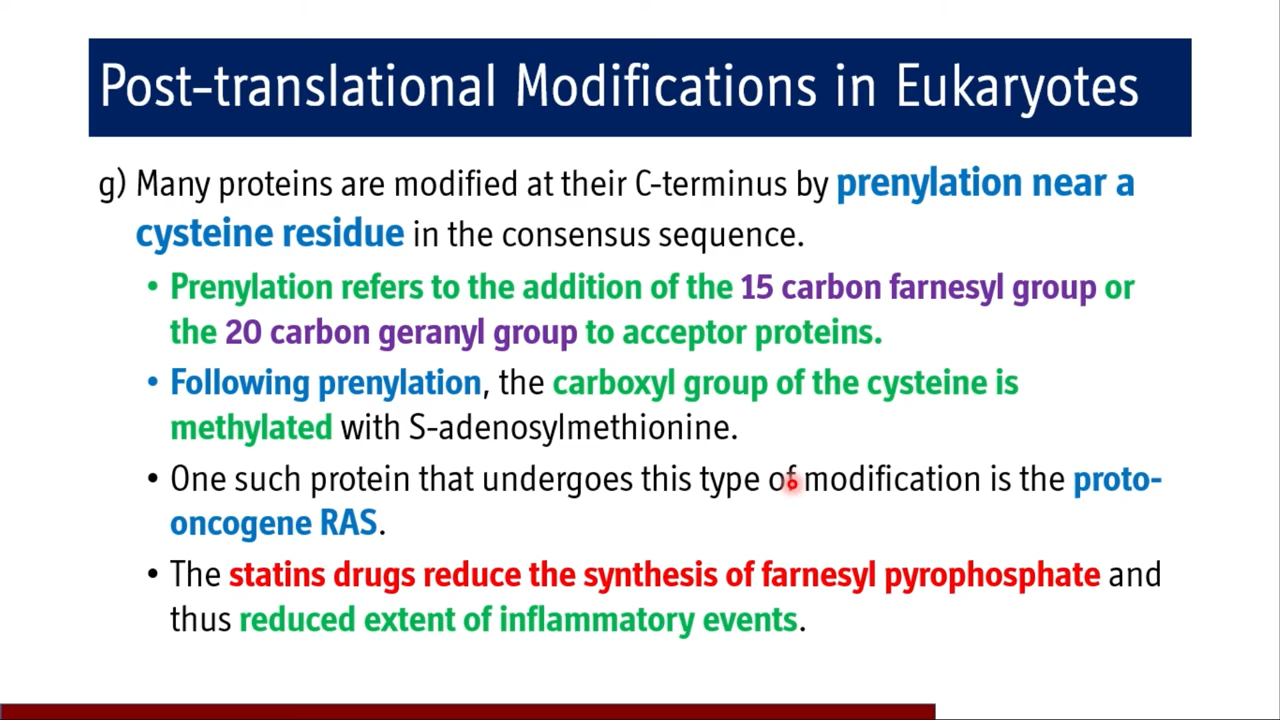 Post-translational Modifications in Eukaryotes
g) Many proteins are modified at their C-terminus by prenylation near a
cysteine residue in the consensus sequence.
• Prenylation refers to the addition of the 15 carbon farnesyl group or
the 20 carbon geranyl group to acceptor proteins.
• Following prenylation, the carboxyl group of the cysteine is
methylated with S-adenosylmethionine.
• One such protein that undergoes this type of modification is the proto-
oncogene RAS.
• The statins drugs reduce the synthesis of farnesyl pyrophosphate and
thus reduced extent of inflammatory events.